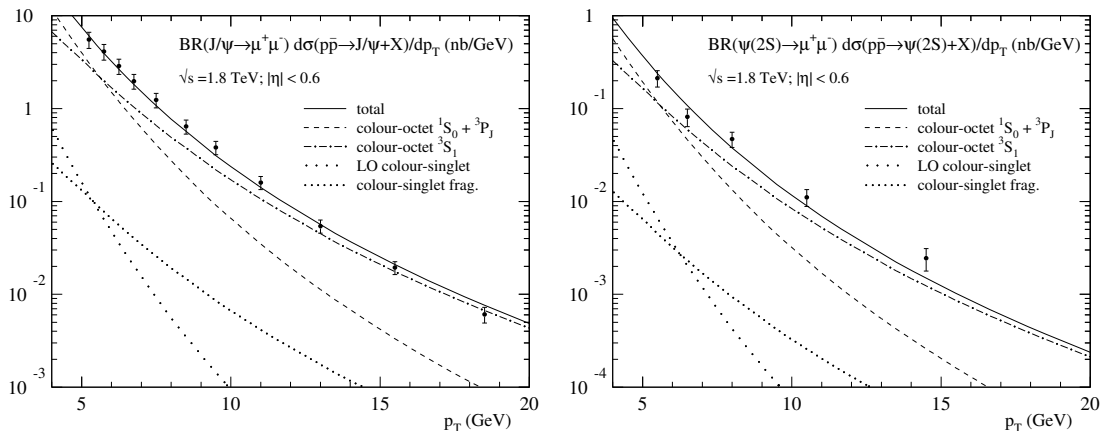 BR(J/ψ→μ⁺μ⁻) dσ(pp̄→J/ψ+X)/dp_T (nb/GeV)
√s =1.8 TeV; |η| < 0.6
total
colour-octet ¹S₀ + ³P_J
colour-octet ³S₁
LO colour-singlet
colour-singlet frag.
10
1
10⁻¹
10⁻²
10⁻³
5 10 15 20
p_T (GeV)
BR(ψ(2S)→μ⁺μ⁻) dσ(pp̄→ψ(2S)+X)/dp_T (nb/GeV)
√s =1.8 TeV; |η| < 0.6
total
colour-octet ¹S₀ + ³P_J
colour-octet ³S₁
LO colour-singlet
colour-singlet frag.
1
10⁻¹
10⁻²
10⁻³
10⁻⁴
5 10 15 20
p_T (GeV)